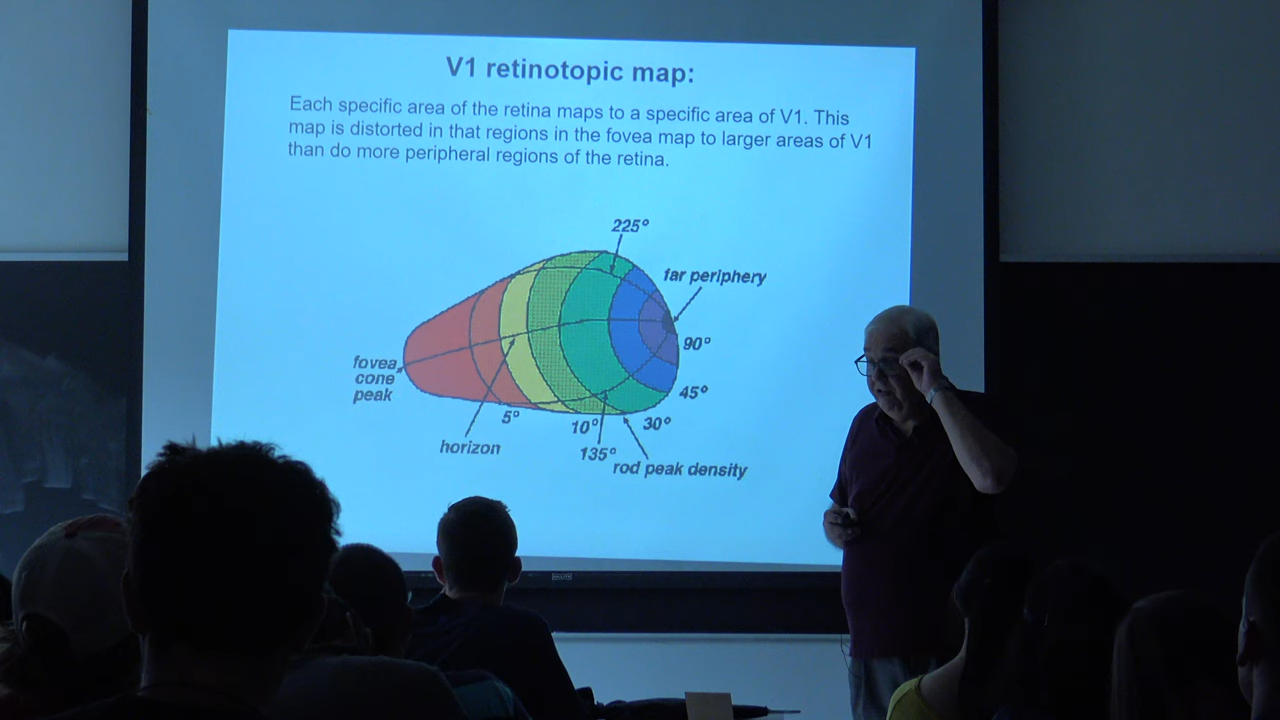 V1 retinotopic map:
Each specific area of the retina maps to a specific area of V1. This
map is distorted in that regions in the fovea map to larger areas of V1
than do more peripheral regions of the retina.
225°
far periphery
90°
fovea
cone
peak
45°
5°
10°
30°
horizon
135°
rod peak density